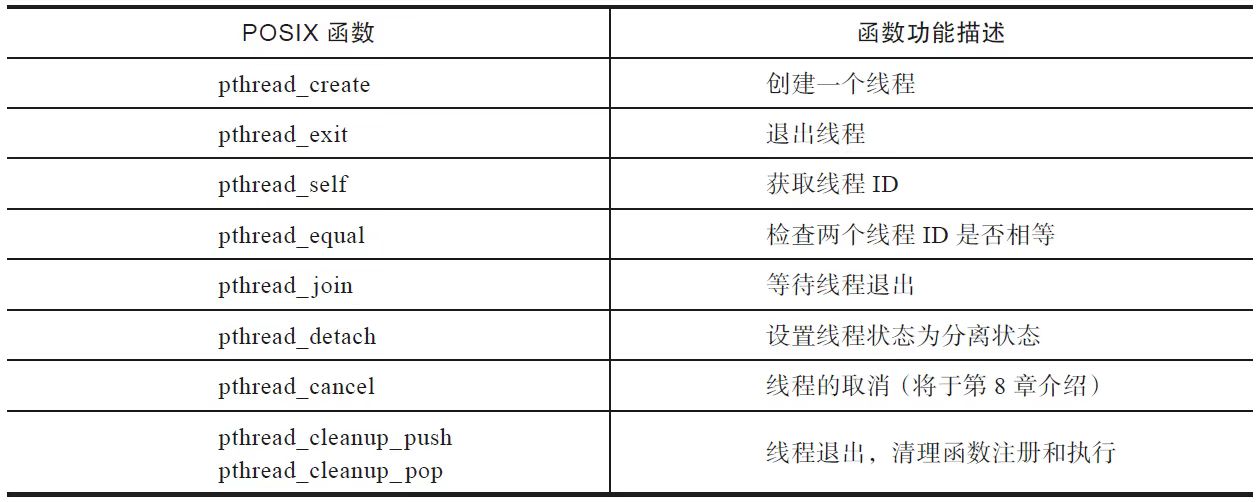 POSIX 函数 函数功能描述
pthread_create 创建一个线程
pthread_exit 退出线程
pthread_self 获取线程 ID
pthread_equal 检查两个线程 ID 是否相等
pthread_join 等待线程退出
pthread_detach 设置线程状态为分离状态
pthread_cancel 线程的取消（将于第 8 章介绍）
pthread_cleanup_push
pthread_cleanup_pop
线程退出，清理函数注册和执行